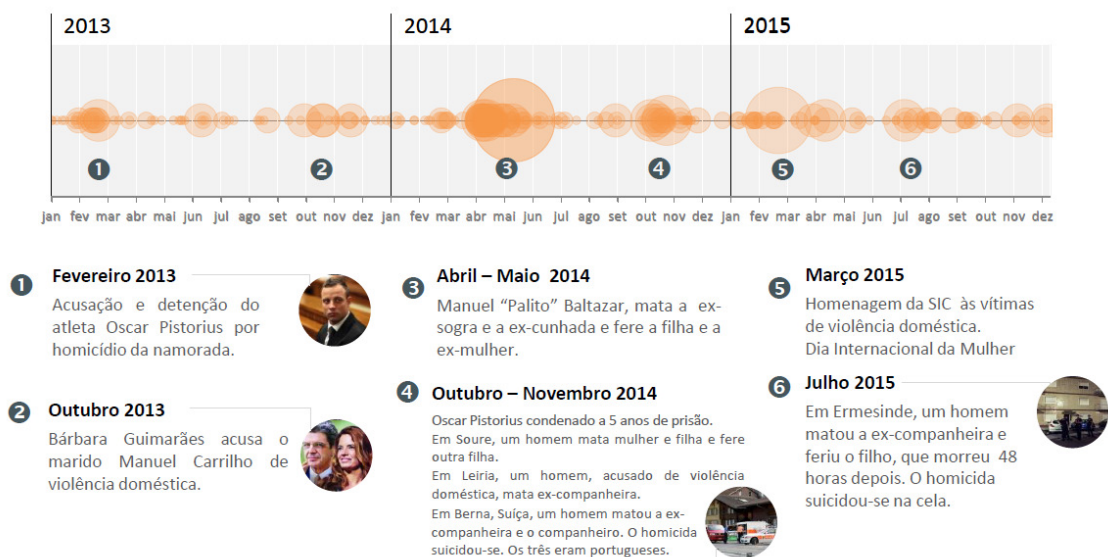 2013
2014
2015
1
2
3
4
5
6
jan fev mar abr mai jun jul ago set out nov dez jan fev mar abr mai jun jul ago set out nov dez jan fev mar abr mai jun jul ago set out nov dez
1
Fevereiro 2013
Acusação e detenção do
atleta Oscar Pistorius por
homicídio da namorada.
2
Outubro 2013
Bárbara Guimarães acusa o
marido Manuel Carrilho de
violência doméstica.
3
Abril – Maio 2014
Manuel “Palito” Baltazar, mata a ex-
sogra e a ex-cunhada e fere a filha e a
ex-mulher.
4
Outubro – Novembro 2014
Oscar Pistorius condenado a 5 anos de prisão.
Em Soure, um homem mata mulher e filha e fere
outra filha.
Em Leiria, um homem, acusado de violência
doméstica, mata ex-companheira.
Em Berna, Suíça, um homem matou a ex-
companheira e o companheiro. O homicida
suicidou-se. Os três eram portugueses.
5
Março 2015
Homenagem da SIC às vítimas
de violência doméstica.
Dia Internacional da Mulher
6
Julho 2015
Em Ermesinde, um homem
matou a ex-companheira e
feriu o filho, que morreu 48
horas depois. O homicida
suicidou-se na cela.